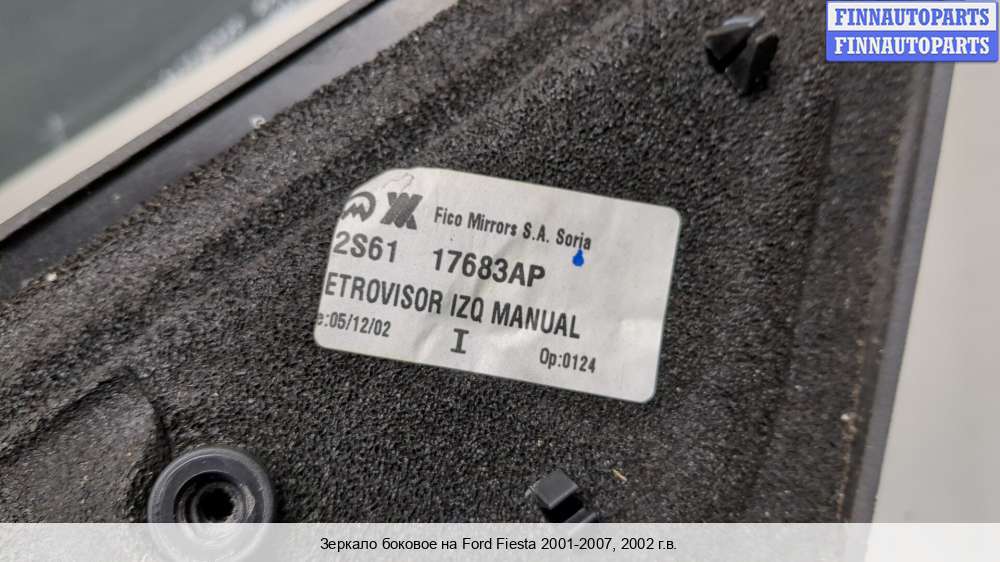 FINNAUTOPARTS
FINNAUTOPARTS
Fico Mirrors S.A. Soria
2S61 17683AP
ETROVISOR IZQ MANUAL
e:05/12/02
I
Op:0124
Зеркало боковое на Ford Fiesta 2001-2007, 2002 г.в.